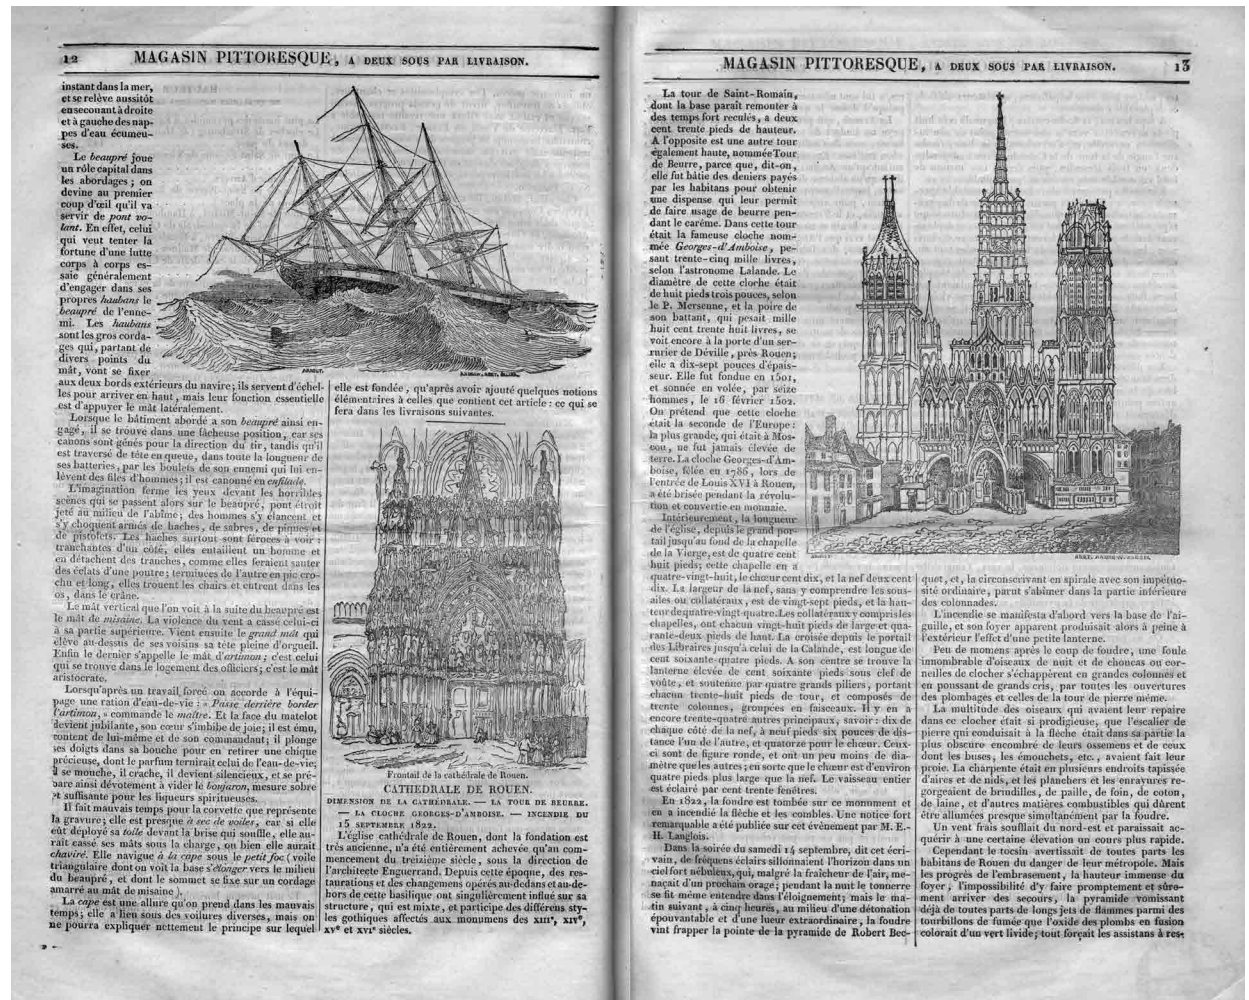 12
MAGASIN PITTORESQUE, A DEUX SOUS PAR LIVRAISON.
instant dans la mer,
et se relève aussitôt
en secouant à droite
et à gauche des nap-
pes d'eau écumeu-
ses.
Le beaupré joue
un rôle capital dans
les abordages ; on
devine au premier
coup d'œil qu'il va
servir de pont vo-
lant. En effet, celui
qui veut tenter la
fortune d'une lutte
corps à corps es-
saie généralement
d'engager dans ses
propres haubans le
beaupré de l'enne-
mi. Les haubans
sont les gros corda-
ges qui, partant de
divers points du
mât, vont se fixer
aux deux bords extérieurs du navire; ils servent d'échel-
les pour arriver en haut, mais leur fonction essentielle
est d'appuyer le mât latéralement.
Lorsque le bâtiment abordé a son beaupré ainsi en-
gagé, il se trouve dans une fâcheuse position, car ses
canons sont gênés pour la direction du tir, tandis qu'il
est traversé de tête en queue, dans toute la longueur de
ses batteries, par les boulets de son ennemi qui lui en-
lèvent des files d'hommes; il est canonné en enfilade.
L'imagination ferme les yeux devant les horribles
scènes qui se passent alors sur le beaupré, pont étroit
jeté au milieu de l'abîme; des hommes s'y élancent et
s'y choquent armés de haches, de sabres, de piques et
de pistolets. Les haches surtout sont féroces à voir :
tranchantes d'un côté, elles entaillent un homme et
en détachent des tranches, comme elles feraient sauter
des éclats d'une poutre; terminées de l'autre en pic cro-
chu et long, elles trouent les chairs et entrent dans les
os, dans le crâne.
Le mât vertical que l'on voit à la suite du beaupré est
le mât de misaine. La violence du vent a cassé celui-ci
à sa partie supérieure. Vient ensuite le grand mât qui
élève au-dessus de ses voisins sa tête pleine d'orgueil.
Enfin le dernier s'appelle le mât d'artimon; c'est celui
qui se trouve dans le logement des officiers; c'est le mât
aristocrate.
Lorsqu'après un travail forcé on accorde à l'équi-
page une ration d'eau-de-vie : « Passe derrière border
l'artimon, » commande le maître. Et la face du matelot
devient jubilante, son cœur s'imbibe de joie; il est ému,
content de lui-même et de son commandant; il plonge
ses doigts dans sa bouche pour en retirer une chique
précieuse, dont le parfum ternirait celui de l'eau-de-vie;
il se mouche, il crache, il devient silencieux, et se pré-
pare ainsi dévotement à vider le boujaron, mesure sobre
et suffisante pour les liqueurs spiritueuses.
Il fait mauvais temps pour la corvette que représente
la gravure; elle est presque à sec de voiles, car si elle
eût déployé sa toile devant la brise qui souffle, elle au-
rait cassé ses mâts sous la charge, ou bien elle aurait
chaviré. Elle navigue à la cape sous le petit foc (voile
triangulaire dont on voit la base s'élonger vers le milieu
du beaupré, et dont le sommet se fixe sur un cordage
amarré au mât de misaine).
La cape est une allure qu'on prend dans les mauvais
temps; elle a lieu sous des voilures diverses, mais on
ne pourra expliquer nettement le principe sur lequel
elle est fondée, qu'après avoir ajouté quelques notions
élémentaires à celles que contient cet article : ce qui se
fera dans les livraisons suivantes.
Frontail de la cathédrale de Rouen.
CATHÉDRALE DE ROUEN.
DIMENSION DE LA CATHÉDRALE. — LA TOUR DE BEURRE.
— LA CLOCHE GEORGES-D'AMBOISE. — INCENDIE DU
15 SEPTEMBRE 1822.
L'église cathédrale de Rouen, dont la fondation est
très ancienne, n'a été entièrement achevée qu'au com-
mencement du treizième siècle, sous la direction de
l'architecte Enguerrand. Depuis cette époque, des res-
taurations et des changemens opérés au-dedans et au-de-
hors de cette basilique ont singulièrement influé sur sa
structure, qui est mixte, et participe des différens sty-
les gothiques affectés aux monumens des XIIIe, XIVe,
XVe et XVIe siècles.
MAGASIN PITTORESQUE, A DEUX SOUS PAR LIVRAISON.
13
La tour de Saint-Romain,
dont la base paraît remonter à
des temps fort reculés, a deux
cent trente pieds de hauteur.
A l'opposite est une autre tour
également haute, nommée Tour
de Beurre, parce que, dit-on,
elle fut bâtie des deniers payés
par les habitans pour obtenir
une dispense qui leur permit
de faire usage de beurre pen-
dant le carême. Dans cette tour
était la fameuse cloche nom-
mée Georges-d'Amboise, pe-
sant trente-cinq mille livres,
selon l'astronome Lalande. Le
diamètre de cette cloche était
de huit pieds trois pouces, selon
le P. Mersenne, et la poire de
son battant, qui pesait mille
huit cent trente huit livres, se
voit encore à la porte d'un ser-
rurier de Déville, près Rouen;
elle a dix-sept pouces d'épais-
seur. Elle fut fondue en 1501,
et sonnée en volée, par seize
hommes, le 16 février 1502.
On prétend que cette cloche
était la seconde de l'Europe:
la plus grande, qui était à Mos-
cou, ne fut jamais élevée de
terre. La cloche Georges-d'Am-
boise, fêlée en 1786, lors de
l'entrée de Louis XVI à Rouen,
a été brisée pendant la révolu-
tion et convertie en monnaie.
Intérieurement, la longueur
de l'église, depuis le grand por-
tail jusqu'au fond de la chapelle
de la Vierge, est de quatre cent
huit pieds; cette chapelle en a
quatre-vingt-huit, le chœur cent dix, et la nef deux cent
dix. La largeur de la nef, sans y comprendre les sous-
ailes ou collatéraux, est de vingt-sept pieds, et la hau-
teur de quatre-vingt quatre. Les collatéraux y compris les
chapelles, ont chacun vingt-huit pieds de large et qua-
rante-deux pieds de haut. La croisée depuis le portail
des Libraires jusqu'à celui de la Calande, est longue de
cent soixante-quatre pieds. A son centre se trouve la
lanterne élevée de cent soixante pieds sous clef de
voûte, et soutenue par quatre grands piliers, portant
chacun trente-huit pieds de tour, et composés de
trente colonnes, groupées en faisceaux. Il y en a
encore trente-quatre autres principaux, savoir : dix de
chaque côté de la nef, à neuf pieds six pouces de dis-
tance l'un de l'autre, et quatorze pour le chœur. Ceux-
ci sont de figure ronde, et ont un peu moins de dia-
mètre que les autres; en sorte que le chœur est d'environ
quatre pieds plus large que la nef. Le vaisseau entier
est éclairé par cent trente fenêtres.
En 1822, la foudre est tombée sur ce monument et
en a incendié la flèche et les combles. Une notice fort
remarquable a été publiée sur cet évènement par M. E.-
H. Langlois.
Dans la soirée du samedi 14 septembre, dit cet écri-
vain, de fréquens éclairs sillonnaient l'horizon dans un
ciel fort nébuleux, qui, malgré la fraîcheur de l'air, me-
naçait d'un prochain orage; pendant la nuit le tonnerre
se fit même entendre dans l'éloignement; mais le ma-
tin suivant, à cinq heures, au milieu d'une détonation
épouvantable et d'une lueur extraordinaire, la foudre
vint frapper la pointe de la pyramide de Robert Bec-
quet, et, la circonscrivant en spirale avec son impétuo-
sité ordinaire, parut s'abîmer dans la partie inférieure
des colonnades.
L'incendie se manifesta d'abord vers la base de l'ai-
guille, et son foyer apparent produisait alors à peine à
l'extérieur l'effet d'une petite lanterne.
Peu de momens après le coup de foudre, une foule
innombrable d'oiseaux de nuit et de choucas ou cor-
neilles de clocher s'échappèrent en grandes colonnes et
en poussant de grands cris, par toutes les ouvertures
des plombages et celles de la tour de pierre même.
La multitude des oiseaux qui avaient leur repaire
dans ce clocher était si prodigieuse, que l'escalier de
pierre qui conduisait à la flèche était dans sa partie la
plus obscure encombré de leurs ossemens et de ceux
dont les buses, les émouchets, etc., avaient fait leur
proie. La charpente était en plusieurs endroits tapissée
d'aires et de nids, et les planchers et les enrayures re-
gorgeaient de brindilles, de paille, de foin, de coton,
de laine, et d'autres matières combustibles qui dûrent
être allumées presque simultanément par la foudre.
Un vent frais soufflait du nord-est et paraissait ac-
quérir à une certaine élévation un cours plus rapide.
Cependant le tocsin avertissait de toutes parts les
habitans de Rouen du danger de leur métropole. Mais
les progrès de l'embrasement, la hauteur immense du
foyer, l'impossibilité d'y faire promptement et sûre-
ment arriver des secours, la pyramide vomissant
déjà de toutes parts de longs jets de flammes parmi des
tourbillons de fumée que l'oxide des plombs en fusion
colorait d'un vert livide; tout forçait les assistans à res-